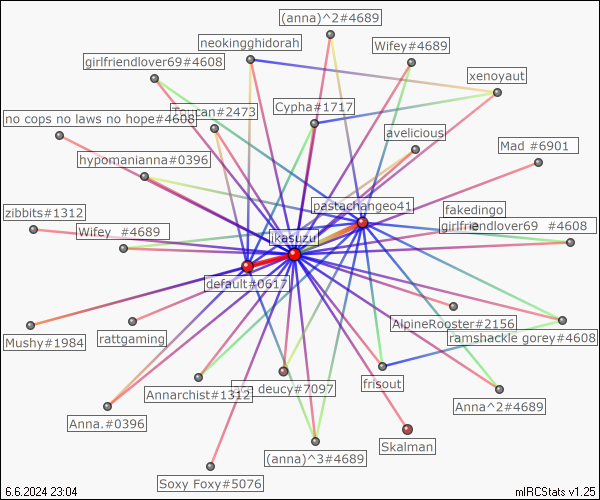 (anna)^2#4689
neokingghidorah
Wifey#4689
girlfriendlover69#4608
xenoyaut
Cypha#1717
Toucan#2473
no cops no laws no hope#4608
avelicious
Mad #6901
hypomanianna#0396
pastachangeo41
fakedingo
zibbits#1312
girlfriendlover69 #4608
Wifey #4689
jkasuzu
default#0617
AlpineRooster#2156
Mushy#1984
rattgaming
ramshackle gorey#4608
frisout
deucy#7097
Annarchist#1312
Anna^2#4689
Anna.#0396
Skalman
(anna)^3#4689
Soxy Foxy#5076
6.6.2024 23:04
mIRCStats v1.25